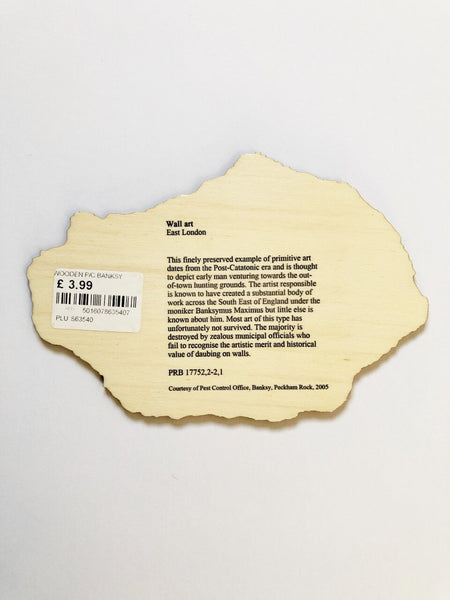 Wall art
East London
This finely preserved example of primitive art
dates from the Post-Catatonic era and is thought
to depict early man venturing towards the out-
of-town hunting grounds. The artist responsible
is known to have created a substantial body of
work across the South East of England under the
moniker Banksymus Maximus but little else is
known about him. Most art of this type has
unfortunately not survived. The majority is
destroyed by zealous municipal officials who
fail to recognise the artistic merit and historical
value of daubing on walls.
PRB 17752,2-2,1
Courtesy of Pest Control Office, Banksy, Peckham Rock, 2005
WOODEN P/C BANKSY
£ 3.99
5016078635407
PLU S63540